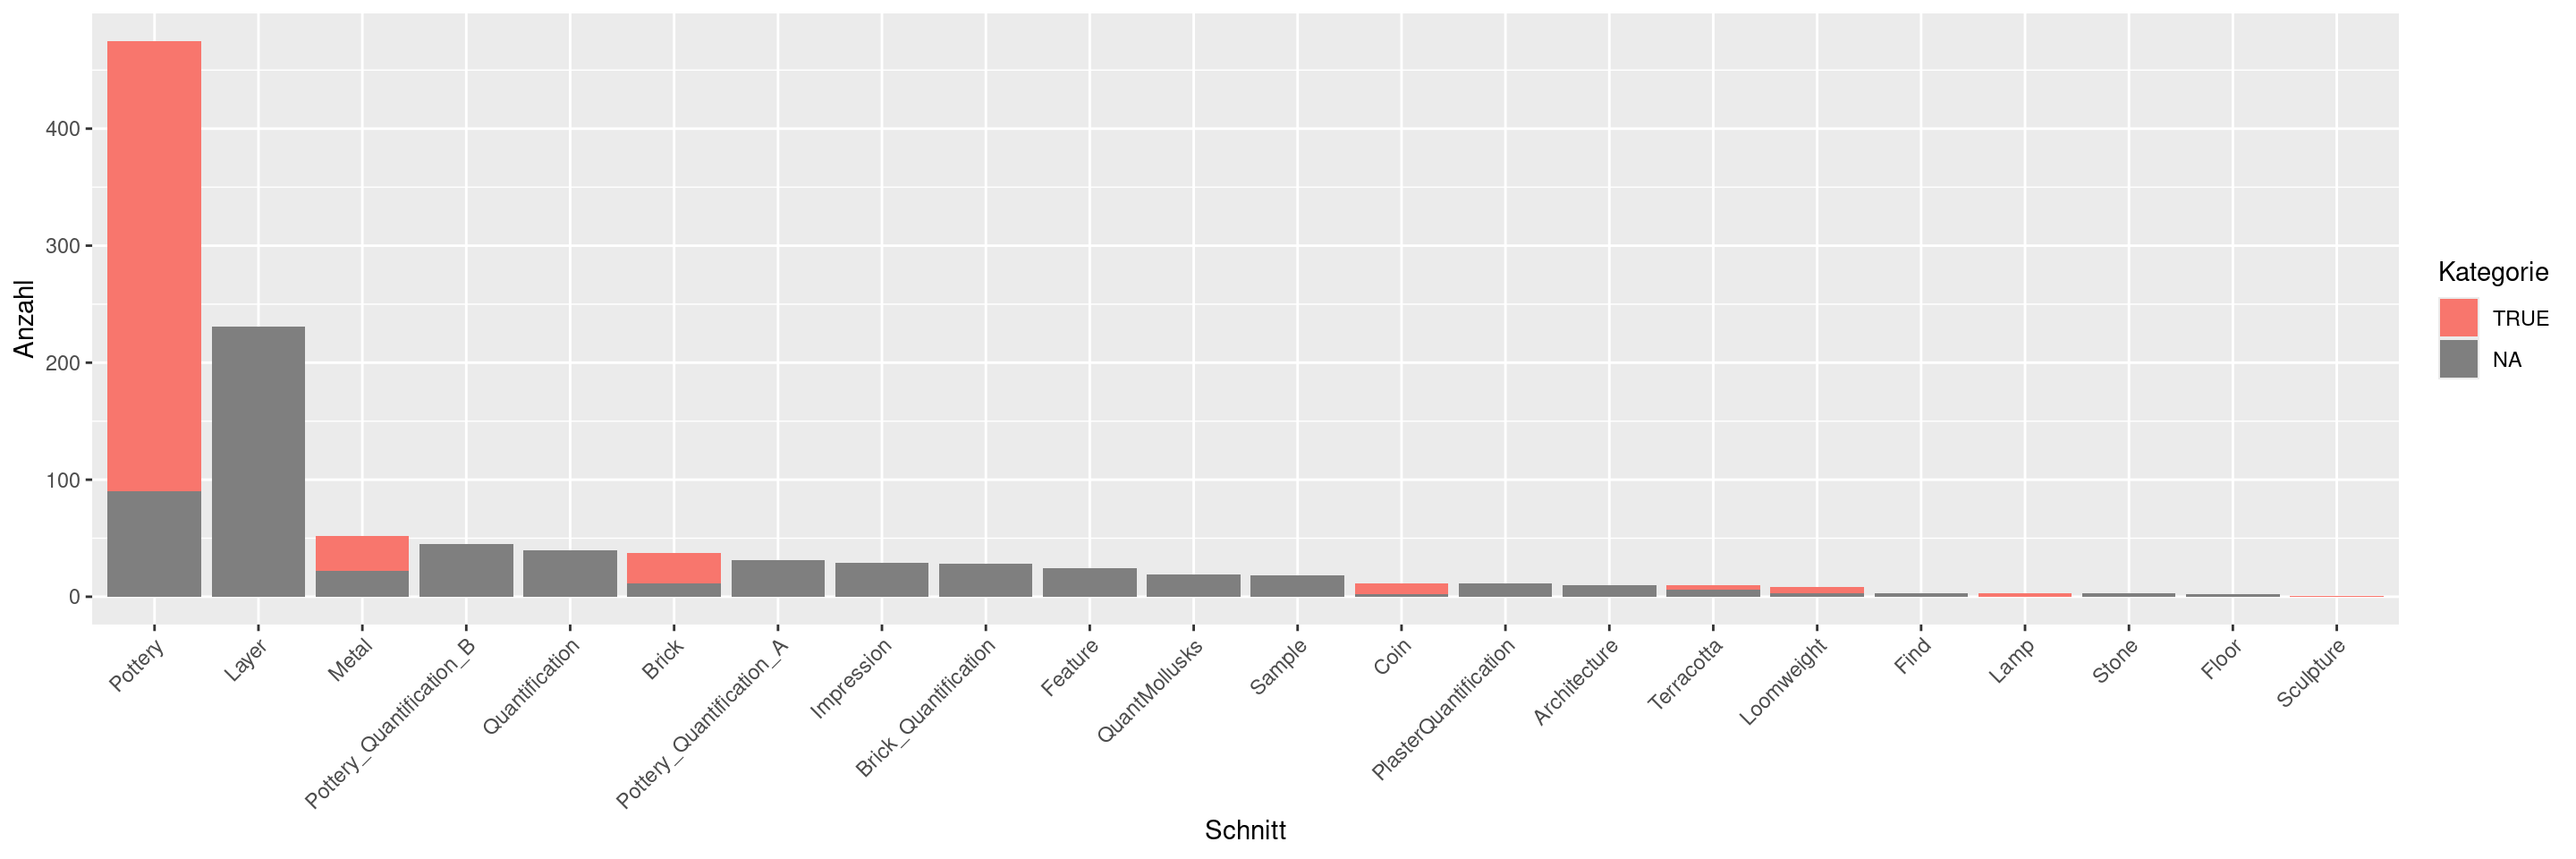 Anzahl
400
300
200
100
0
Pottery
Layer
Metal
Pottery_Quantification_B
Quantification
Brick
Pottery_Quantification_A
Impression
Brick_Quantification
Feature
QuantMollusks
Sample
Coin
PlasterQuantification
Architecture
Terracotta
Loomweight
Find
Lamp
Stone
Floor
Sculpture
Schnitt
Kategorie
TRUE
NA